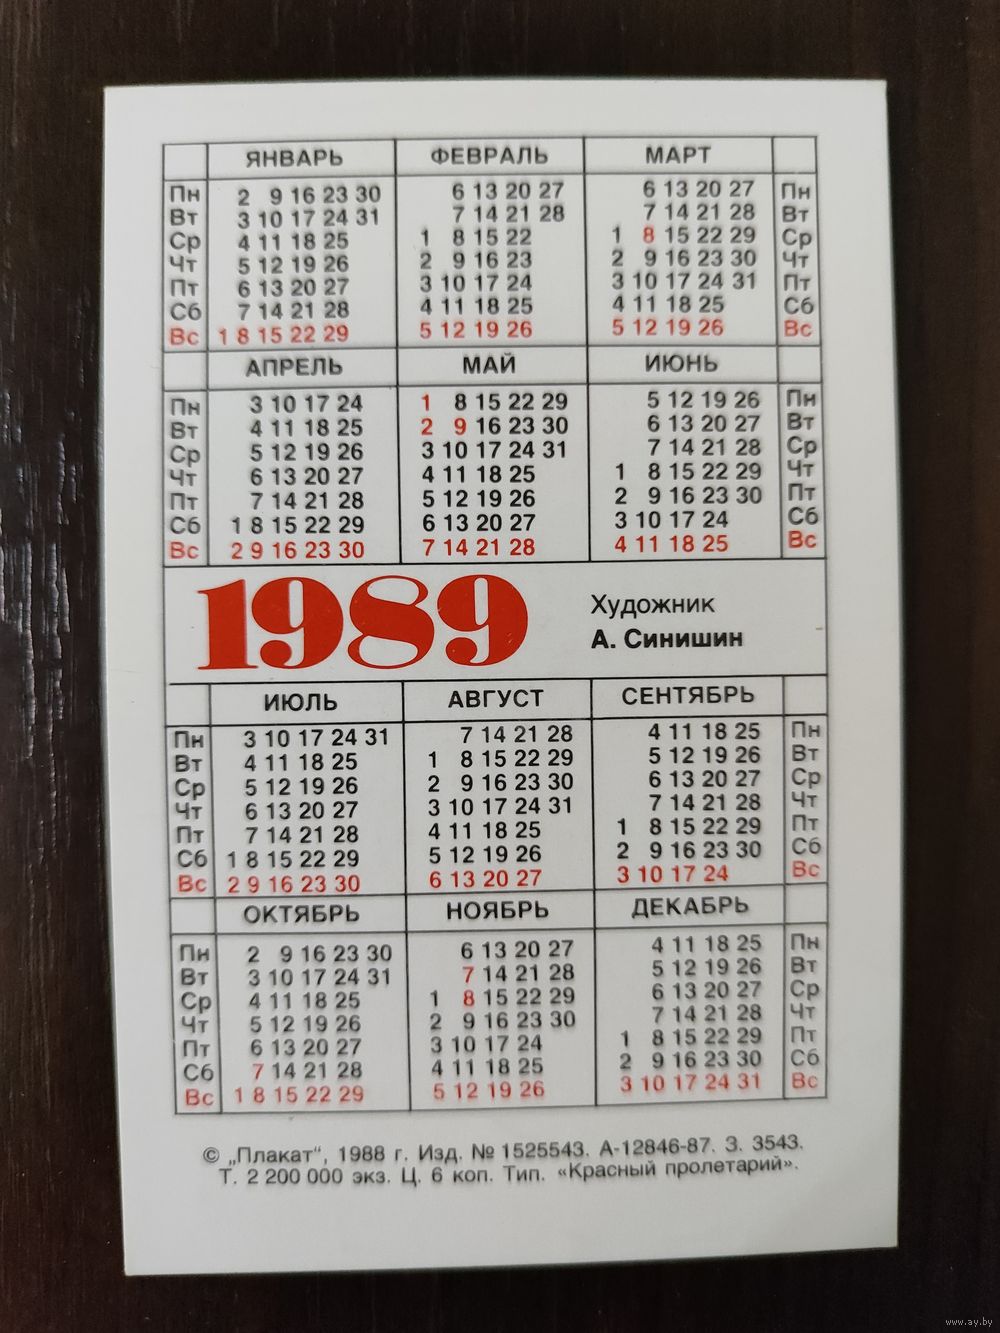 ЯНВАРЬ ФЕВРАЛЬ МАРТ
Пн 2 9 16 23 30 6 13 20 27 6 13 20 27 Пн
Вт 3 10 17 24 31 7 14 21 28 7 14 21 28 Вт
Ср 4 11 18 25 1 8 15 22 1 8 15 22 29 Ср
Чт 5 12 19 26 2 9 16 23 2 9 16 23 30 Чт
Пт 6 13 20 27 3 10 17 24 3 10 17 24 31 Пт
Сб 7 14 21 28 4 11 18 25 4 11 18 25 Сб
Вс 1 8 15 22 29 5 12 19 26 5 12 19 26 Вс
АПРЕЛЬ МАЙ ИЮНЬ
Пн 3 10 17 24 1 8 15 22 29 5 12 19 26 Пн
Вт 4 11 18 25 2 9 16 23 30 6 13 20 27 Вт
Ср 5 12 19 26 3 10 17 24 31 7 14 21 28 Ср
Чт 6 13 20 27 4 11 18 25 1 8 15 22 29 Чт
Пт 7 14 21 28 5 12 19 26 2 9 16 23 30 Пт
Сб 1 8 15 22 29 6 13 20 27 3 10 17 24 Сб
Вс 2 9 16 23 30 7 14 21 28 4 11 18 25 Вс
1989
Художник
А. Синишин
ИЮЛЬ АВГУСТ СЕНТЯБРЬ
Пн 3 10 17 24 31 7 14 21 28 4 11 18 25 Пн
Вт 4 11 18 25 1 8 15 22 29 5 12 19 26 Вт
Ср 5 12 19 26 2 9 16 23 30 6 13 20 27 Ср
Чт 6 13 20 27 3 10 17 24 31 7 14 21 28 Чт
Пт 7 14 21 28 4 11 18 25 1 8 15 22 29 Пт
Сб 1 8 15 22 29 5 12 19 26 2 9 16 23 30 Сб
Вс 2 9 16 23 30 6 13 20 27 3 10 17 24 Вс
ОКТЯБРЬ НОЯБРЬ ДЕКАБРЬ
Пн 2 9 16 23 30 6 13 20 27 4 11 18 25 Пн
Вт 3 10 17 24 31 7 14 21 28 5 12 19 26 Вт
Ср 4 11 18 25 1 8 15 22 29 6 13 20 27 Ср
Чт 5 12 19 26 2 9 16 23 30 7 14 21 28 Чт
Пт 6 13 20 27 3 10 17 24 1 8 15 22 29 Пт
Сб 7 14 21 28 4 11 18 25 2 9 16 23 30 Сб
Вс 1 8 15 22 29 5 12 19 26 3 10 17 24 31 Вс
© „Плакат“, 1988 г. Изд. № 1525543. А-12846-87. З. 3543.
Т. 2 200 000 экз. Ц. 6 коп. Тип. «Красный пролетарий».
www.ay.by